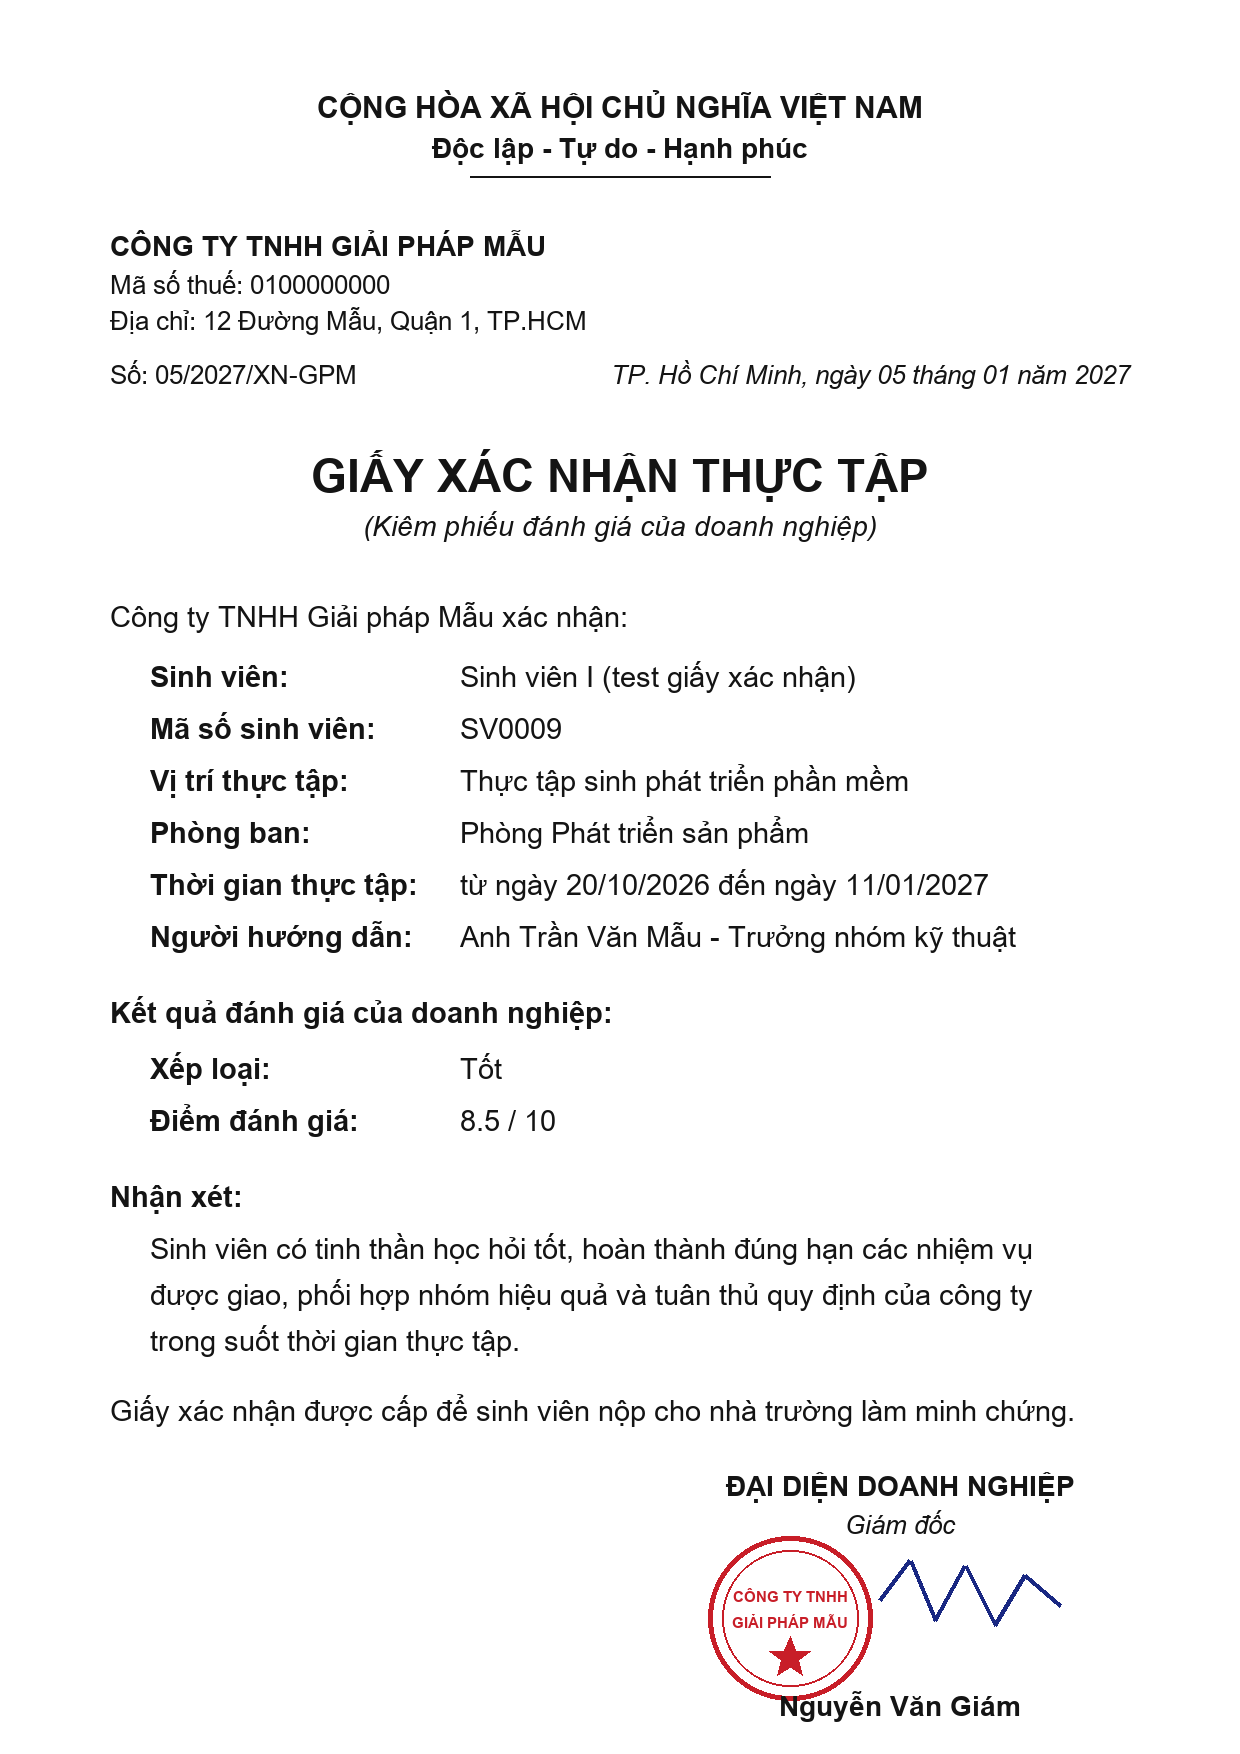 CỘNG HÒA XÃ HỘI CHỦ NGHĨA VIỆT NAM
Độc lập - Tự do - Hạnh phúc
CÔNG TY TNHH GIẢI PHÁP MẪU
Mã số thuế: 0100000000
Địa chỉ: 12 Đường Mẫu, Quận 1, TP.HCM
Số: 05/2027/XN-GPM TP. Hồ Chí Minh, ngày 05 tháng 01 năm 2027
GIẤY XÁC NHẬN THỰC TẬP
(Kiêm phiếu đánh giá của doanh nghiệp)
Công ty TNHH Giải pháp Mẫu xác nhận:
Sinh viên: Sinh viên I (test giấy xác nhận)
Mã số sinh viên: SV0009
Vị trí thực tập: Thực tập sinh phát triển phần mềm
Phòng ban: Phòng Phát triển sản phẩm
Thời gian thực tập: từ ngày 20/10/2026 đến ngày 11/01/2027
Người hướng dẫn: Anh Trần Văn Mẫu - Trưởng nhóm kỹ thuật
Kết quả đánh giá của doanh nghiệp:
Xếp loại: Tốt
Điểm đánh giá: 8.5 / 10
Nhận xét:
Sinh viên có tinh thần học hỏi tốt, hoàn thành đúng hạn các nhiệm vụ
được giao, phối hợp nhóm hiệu quả và tuân thủ quy định của công ty
trong suốt thời gian thực tập.
Giấy xác nhận được cấp để sinh viên nộp cho nhà trường làm minh chứng.
ĐẠI DIỆN DOANH NGHIỆP
Giám đốc
CÔNG TY TNHH
GIẢI PHÁP MẪU
Nguyễn Văn Giám